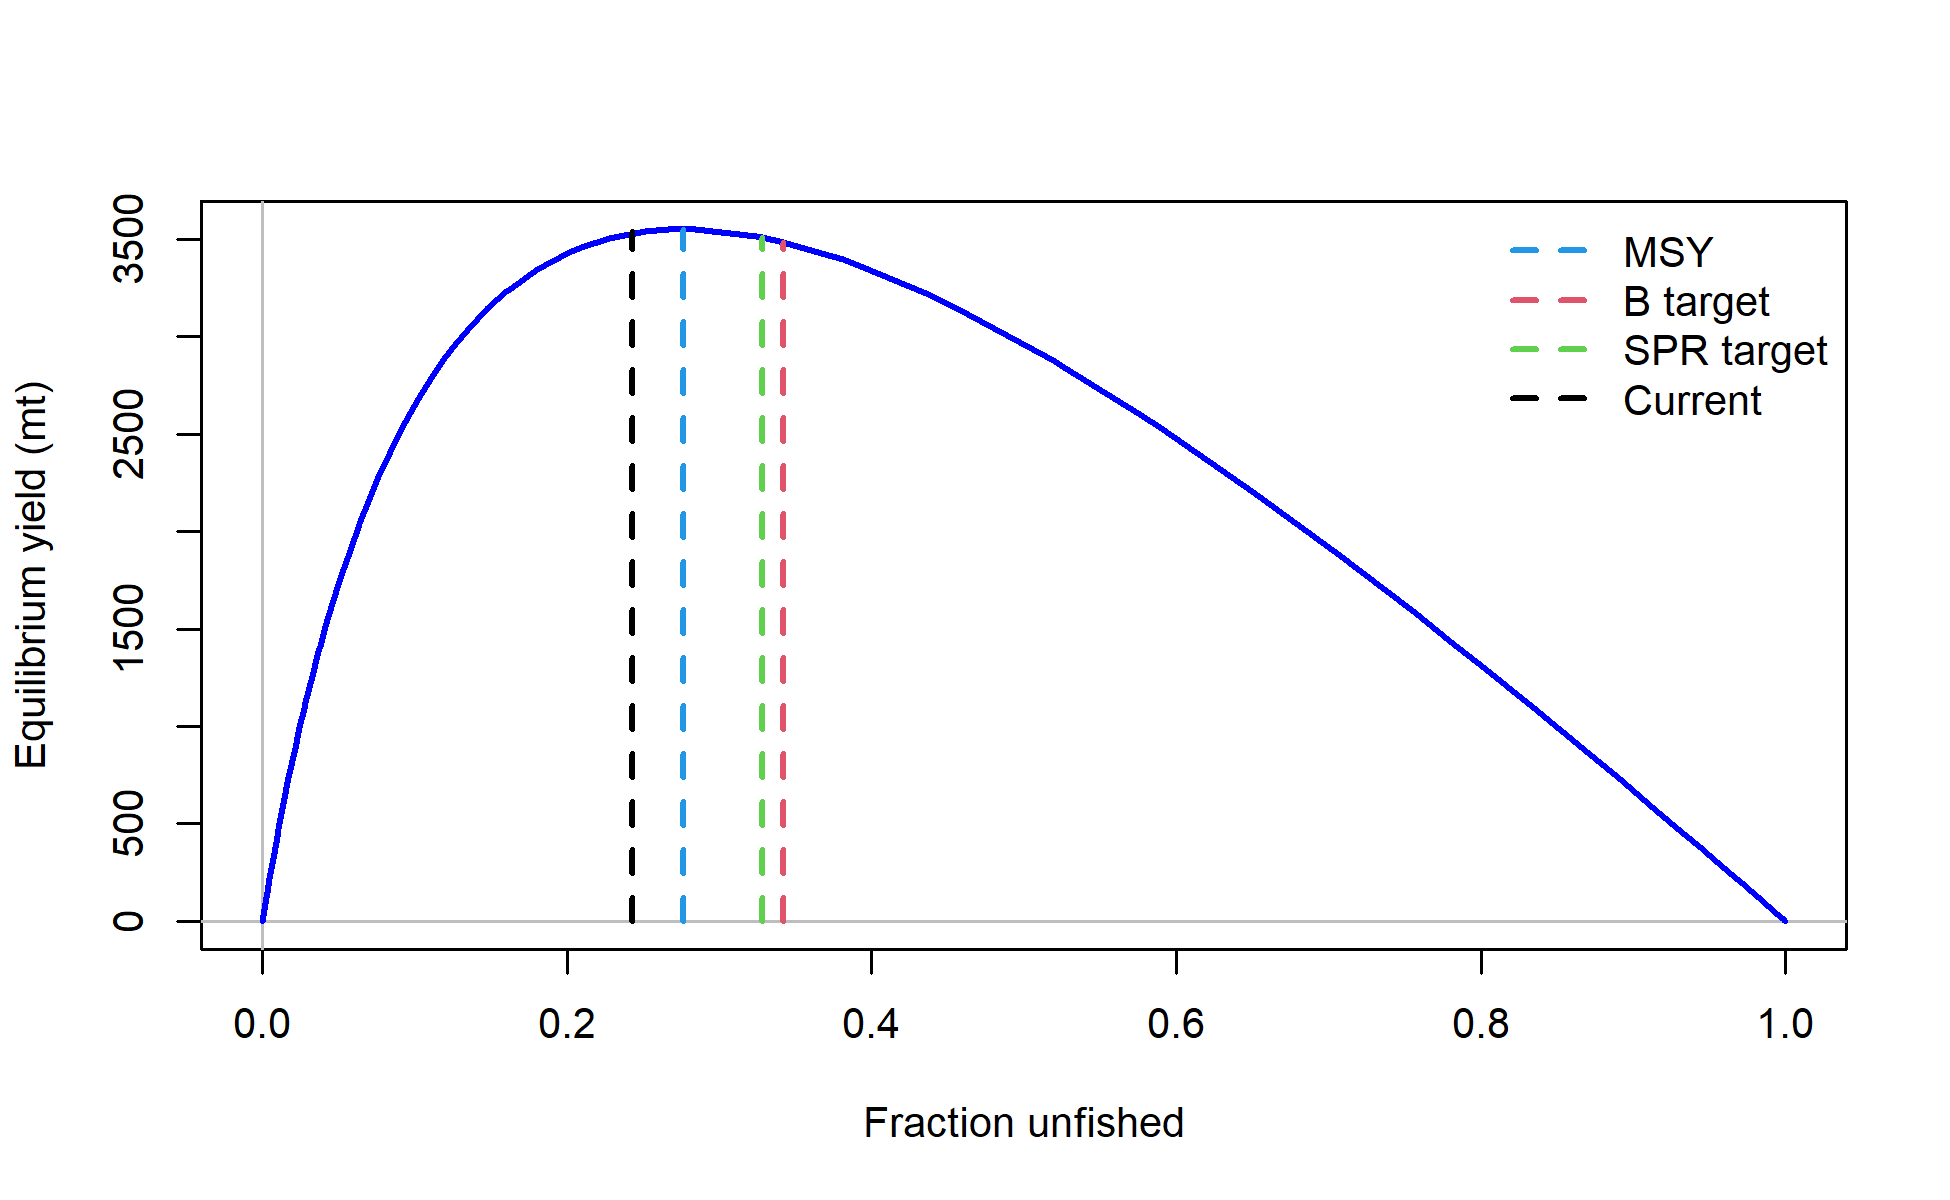 MSY
B target
SPR target
Current
3500
2500
1500
500
0
Equilibrium yield (mt)
0.0 0.2 0.4 0.6 0.8 1.0
Fraction unfished